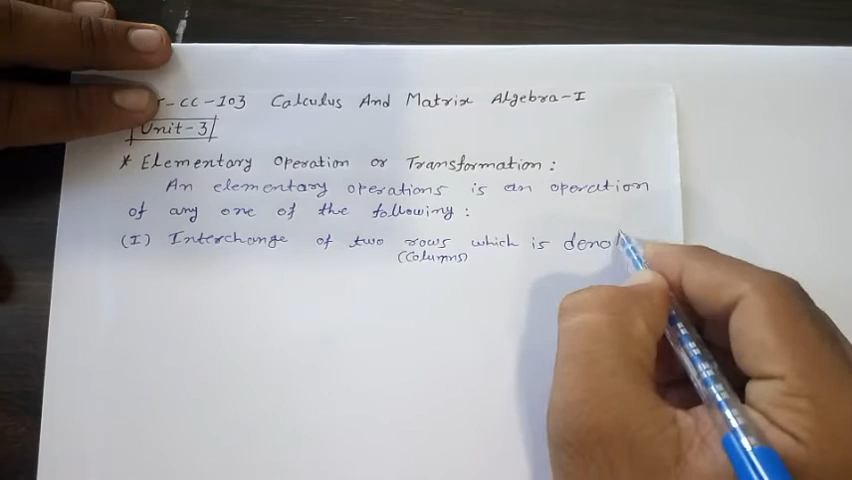 -CC-103 Calculus And Matrix Algebra-I
Unit-3
* Elementary Operation or Transformation:
An elementary operations is an operation
of any one of the following:
(I) Interchange of two rows which is deno
(Columns)